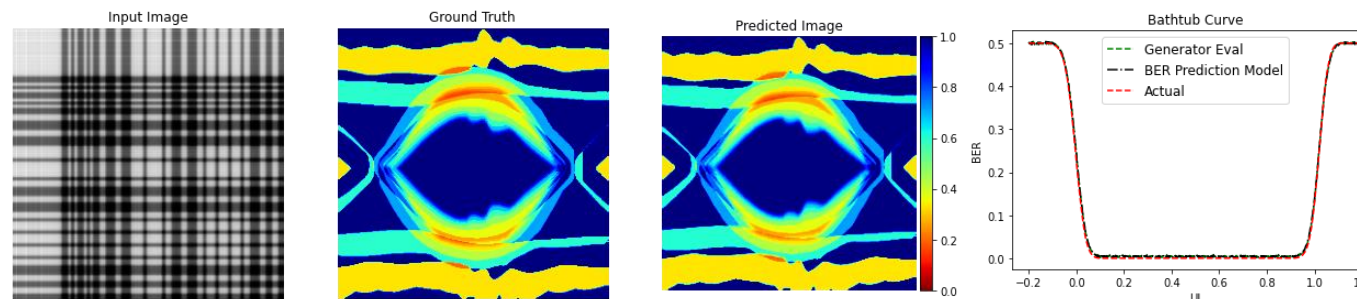 Input Image
Ground Truth
Predicted Image
1.0
0.8
0.6
0.4
0.2
0.0
Bathtub Curve
0.5
0.4
0.3
0.2
0.1
0.0
BER
Generator Eval
BER Prediction Model
Actual
−0.2 0.0 0.2 0.4 0.6 0.8 1.0